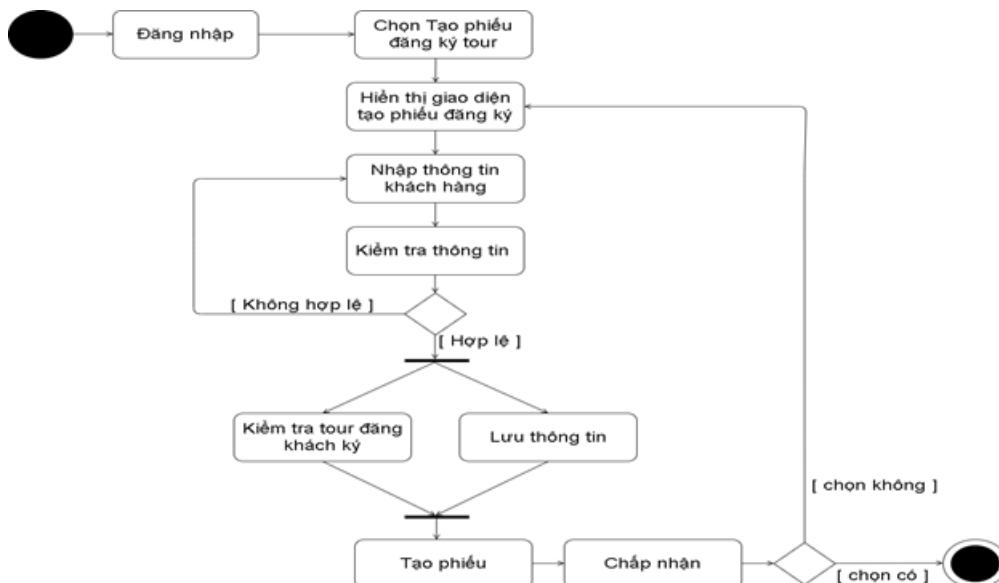 Đăng nhập
Chọn Tạo phiếu
đăng ký tour
Hiển thị giao diện
tạo phiếu đăng ký
Nhập thông tin
khách hàng
Kiểm tra thông tin
[ Không hợp lệ ]
[ Hợp lệ ]
Kiểm tra tour đăng
khách ký
Lưu thông tin
[ chọn không ]
Tạo phiếu
Chấp nhận
[ chọn có ]